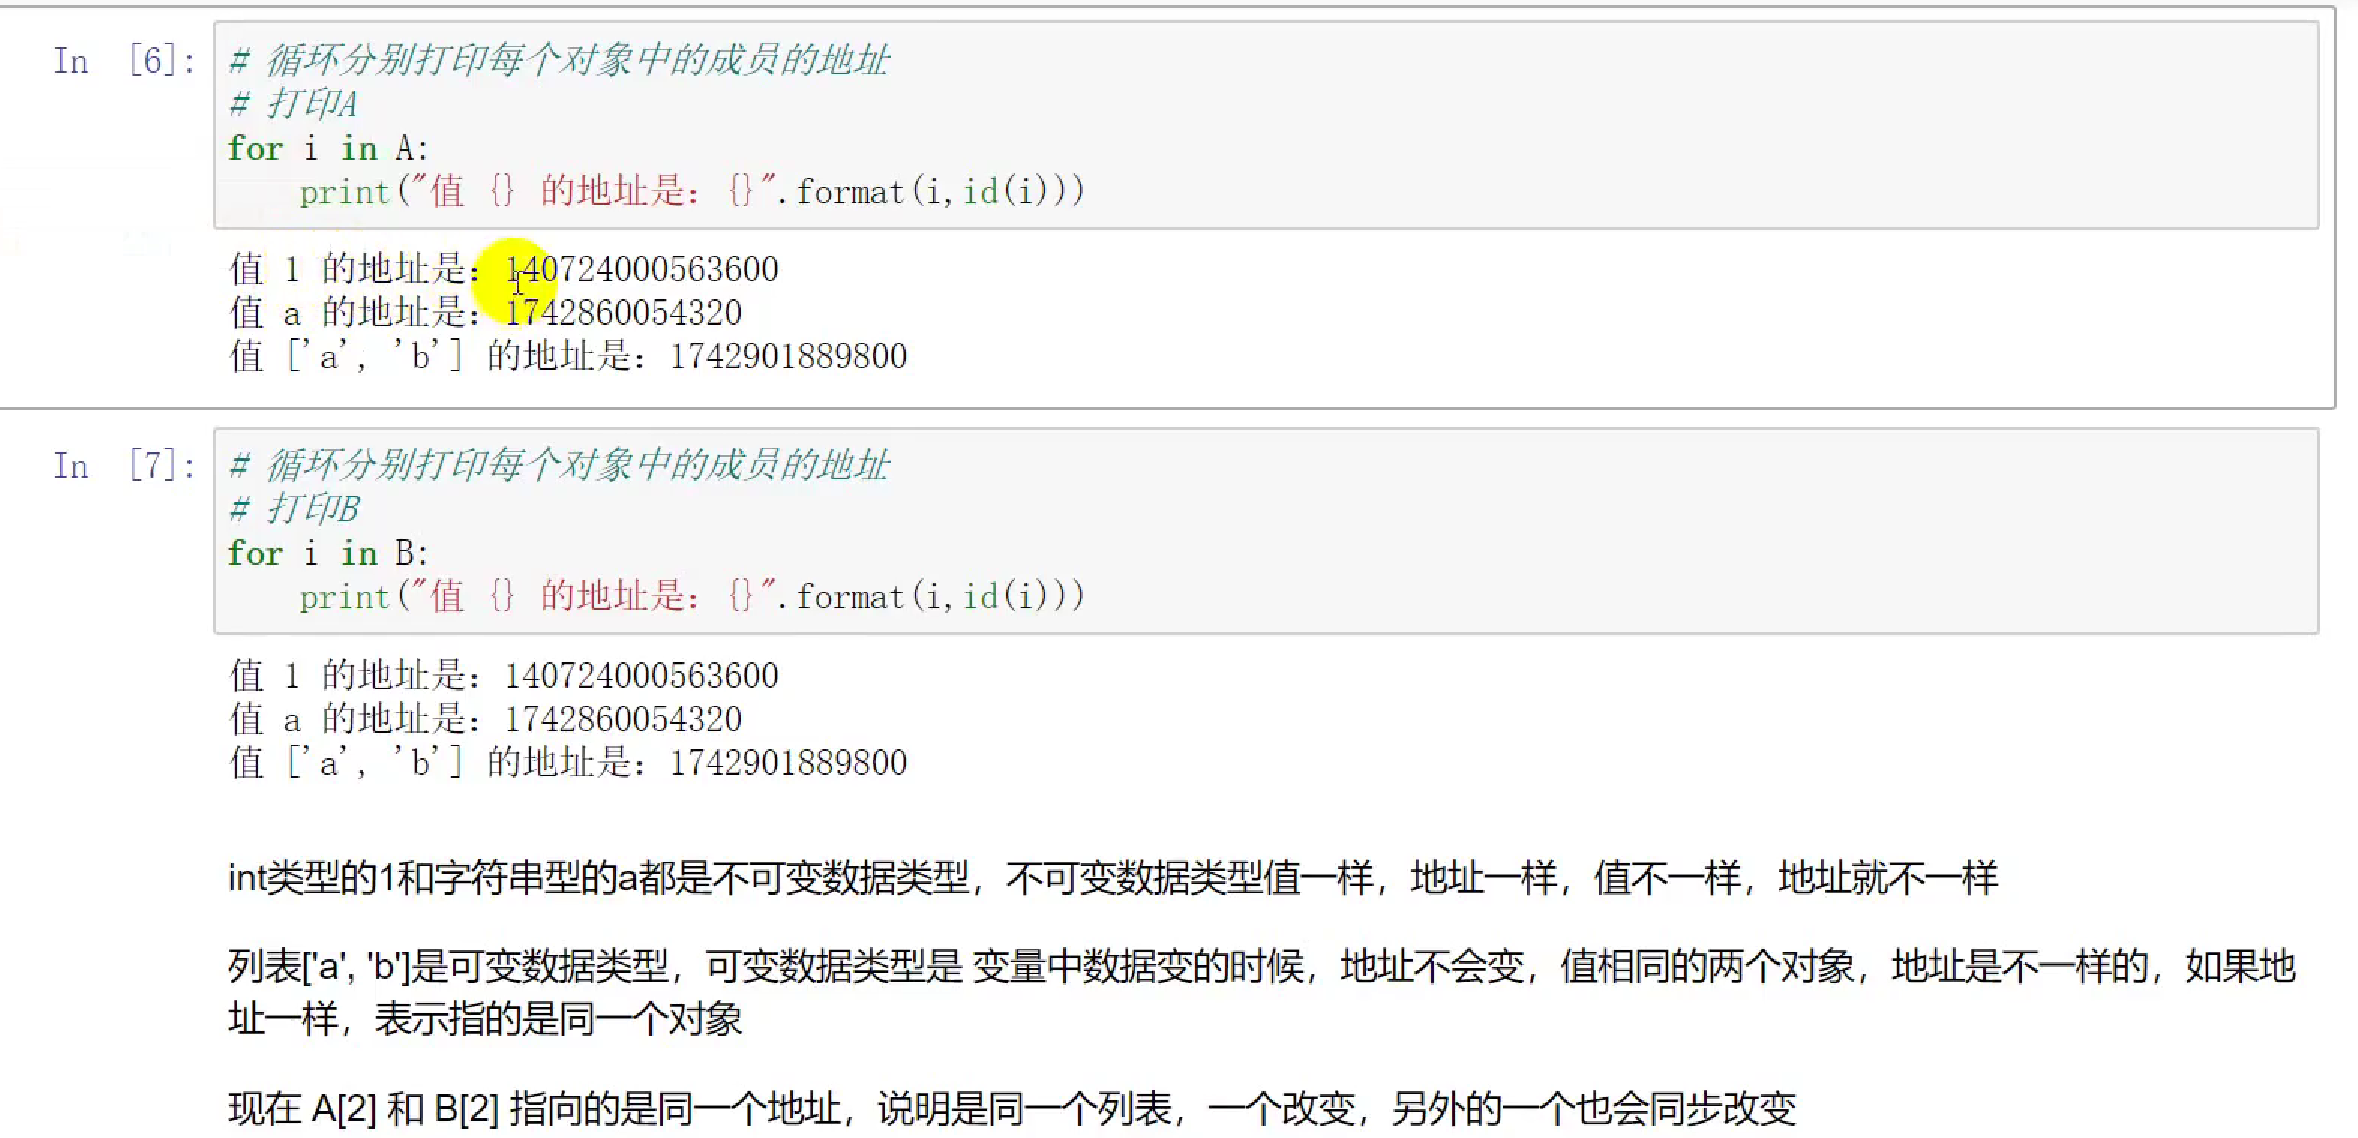 In [6]:
# 循环分别打印每个对象中的成员的地址
# 打印A
for i in A:
    print("值 {} 的地址是：{}".format(i,id(i)))
值 1 的地址是：140724000563600
值 a 的地址是：1742860054320
值 ['a', 'b'] 的地址是：1742901889800
In [7]:
# 循环分别打印每个对象中的成员的地址
# 打印B
for i in B:
    print("值 {} 的地址是：{}".format(i,id(i)))
值 1 的地址是：140724000563600
值 a 的地址是：1742860054320
值 ['a', 'b'] 的地址是：1742901889800
int类型的1和字符串型的a都是不可变数据类型，不可变数据类型值一样，地址一样，值不一样，地址就不一样
列表['a', 'b']是可变数据类型，可变数据类型是 变量中数据变的时候，地址不会变，值相同的两个对象，地址是不一样的，如果地
址一样，表示指的是同一个对象
现在 A[2] 和 B[2] 指向的是同一个地址，说明是同一个列表，一个改变，另外的一个也会同步改变